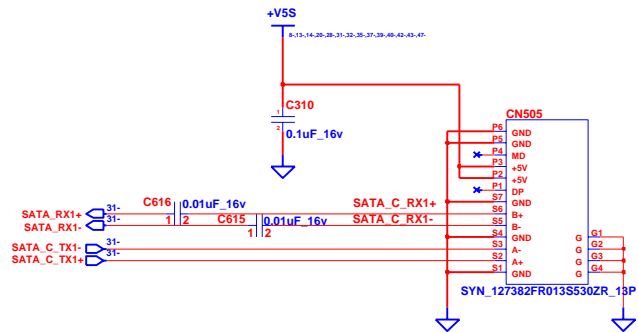 +V5S
8-,13-,14-,20-,28-,31-,32-,35-,37-,39-,40-,42-,43-,47-
C310
1
2
0.1uF_16v
CN505
P6 GND
P5 GND
P4 MD
P3 +5V
P2 +5V
P1 DP
S7 GND
S6 B+
S5 B-
S4 GND
S3 A-
S2 A+
S1 GND
G G1
G G2
G G3
G G4
SYN_127382FR013S530ZR_13P
C616
0.01uF_16v
SATA_C_RX1+
SATA_RX1+ 31-
1 2
C615
0.01uF_16v
SATA_C_RX1-
SATA_RX1- 31-
1 2
SATA_C_TX1- 31-
SATA_C_TX1+ 31-